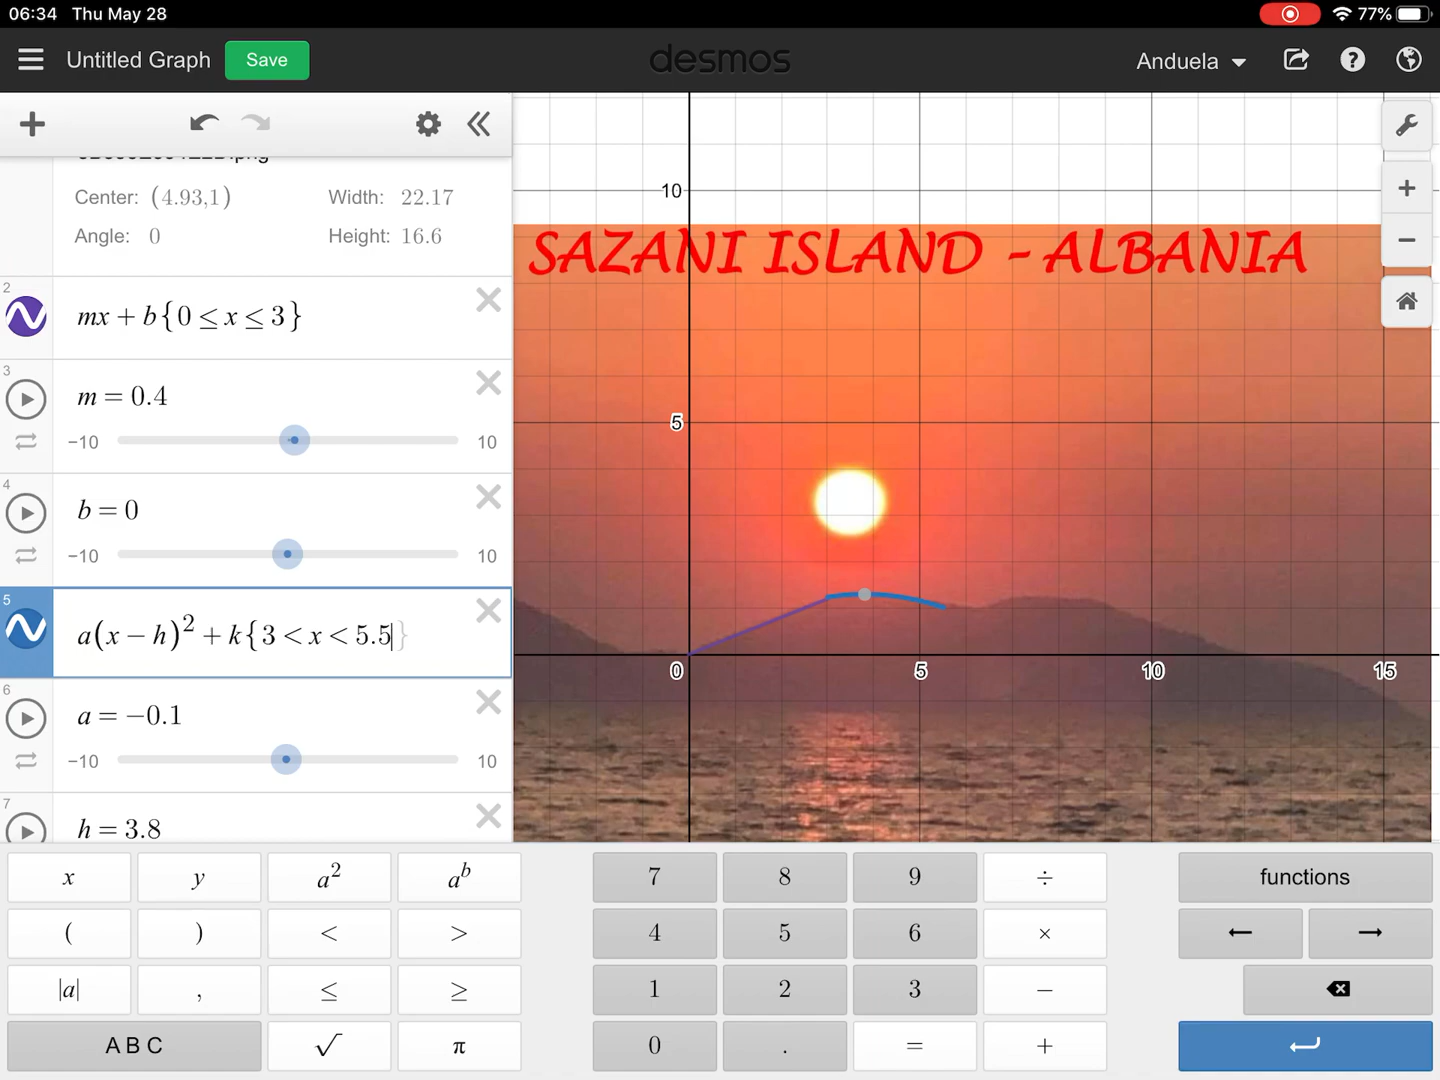 06:34 Thu May 28
77%
Untitled Graph
Save
desmos
Anduela
Center: (4.93,1)
Width: 22.17
Angle: 0
Height: 16.6
2
mx + b{0 ≤ x ≤ 3}
3
m = 0.4
−10
10
4
b = 0
−10
10
5
a(x − h)² + k{3 < x < 5.5}
6
a = −0.1
−10
10
7
h = 3.8
10
SAZANI ISLAND - ALBANIA
5
0
5
10
15
x
y
a²
a^b
7
8
9
÷
functions
(
)
<
>
4
5
6
×
←
→
|a|
,
≤
≥
1
2
3
−
A B C
√
π
0
.
=
+